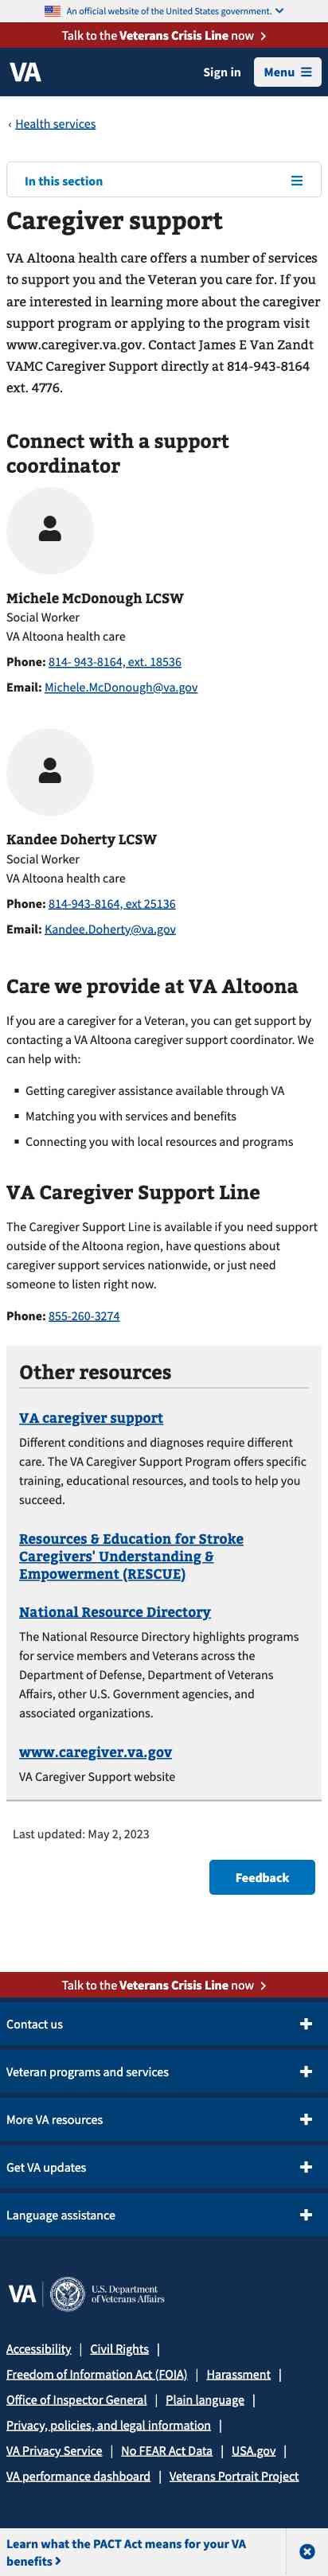 An official website of the United States government.
Talk to the Veterans Crisis Line now
VA
Sign in
Menu
‹ Health services
In this section
Caregiver support
VA Altoona health care offers a number of services
to support you and the Veteran you care for. If you
are interested in learning more about the caregiver
support program or applying to the program visit
www.caregiver.va.gov. Contact James E Van Zandt
VAMC Caregiver Support directly at 814-943-8164
ext. 4776.
Connect with a support
coordinator
Michele McDonough LCSW
Social Worker
VA Altoona health care
Phone: 814- 943-8164, ext. 18536
Email: Michele.McDonough@va.gov
Kandee Doherty LCSW
Social Worker
VA Altoona health care
Phone: 814-943-8164, ext 25136
Email: Kandee.Doherty@va.gov
Care we provide at VA Altoona
If you are a caregiver for a Veteran, you can get support by
contacting a VA Altoona caregiver support coordinator. We
can help with:
▪ Getting caregiver assistance available through VA
▪ Matching you with services and benefits
▪ Connecting you with local resources and programs
VA Caregiver Support Line
The Caregiver Support Line is available if you need support
outside of the Altoona region, have questions about
caregiver support services nationwide, or just need
someone to listen right now.
Phone: 855-260-3274
Other resources
VA caregiver support
Different conditions and diagnoses require different
care. The VA Caregiver Support Program offers specific
training, educational resources, and tools to help you
succeed.
Resources & Education for Stroke
Caregivers' Understanding &
Empowerment (RESCUE)
National Resource Directory
The National Resource Directory highlights programs
for service members and Veterans across the
Department of Defense, Department of Veterans
Affairs, other U.S. Government agencies, and
associated organizations.
www.caregiver.va.gov
VA Caregiver Support website
Last updated: May 2, 2023
Feedback
Talk to the Veterans Crisis Line now
Contact us
Veteran programs and services
More VA resources
Get VA updates
Language assistance
VA
U.S. Department
of Veterans Affairs
Accessibility | Civil Rights |
Freedom of Information Act (FOIA) | Harassment |
Office of Inspector General | Plain language |
Privacy, policies, and legal information |
VA Privacy Service | No FEAR Act Data | USA.gov |
VA performance dashboard | Veterans Portrait Project
Learn what the PACT Act means for your VA
benefits